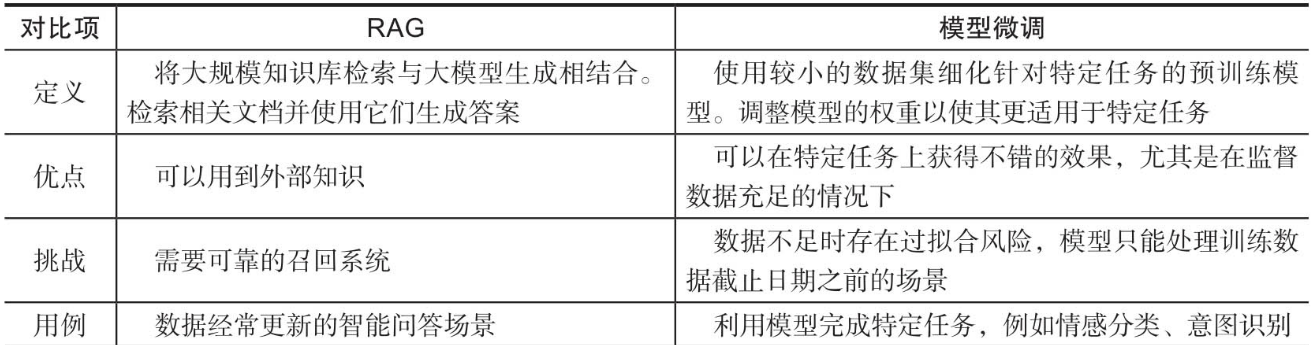 对比项 RAG 模型微调
定义 将大规模知识库检索与大模型生成相结合。 使用较小的数据集细化针对特定任务的预训练模
检索相关文档并使用它们生成答案 型。调整模型的权重以使其更适用于特定任务
优点 可以用到外部知识 可以在特定任务上获得不错的效果，尤其是在监督
数据充足的情况下
挑战 需要可靠的召回系统 数据不足时存在过拟合风险，模型只能处理训练数
据截止日期之前的场景
用例 数据经常更新的智能问答场景 利用模型完成特定任务，例如情感分类、意图识别